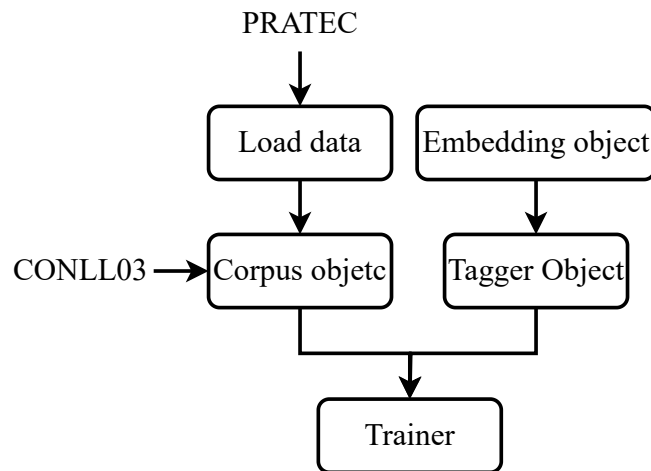 PRATEC
Load data
Embedding object
CONLL03
Corpus objetc
Tagger Object
Trainer